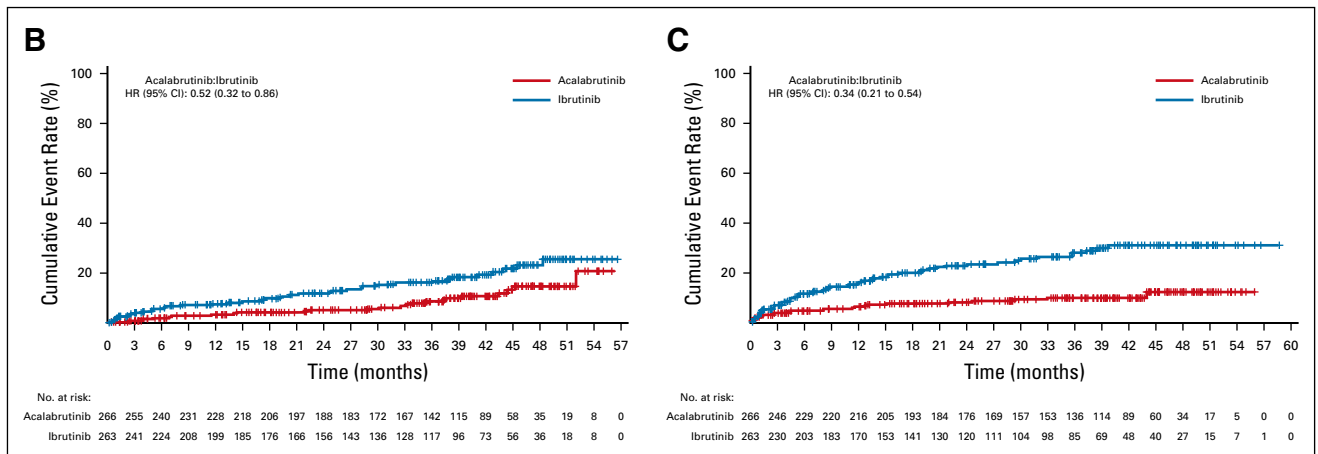 B
Cumulative Event Rate (%)
100
80
60
40
20
Acalabrutinib:Ibrutinib
HR (95% CI): 0.52 (0.32 to 0.86)
Acalabrutinib
Ibrutinib
0 3 6 9 12 15 18 21 24 27 30 33 36 39 42 45 48 51 54 57
Time (months)
No. at risk:
Acalabrutinib 266 255 240 231 228 218 206 197 188 183 172 167 142 115 89 58 35 19 8 0
Ibrutinib 263 241 224 208 199 185 176 166 156 143 136 128 117 96 73 56 36 18 8 0
C
Cumulative Event Rate (%)
100
80
60
40
20
Acalabrutinib:Ibrutinib
HR (95% CI): 0.34 (0.21 to 0.54)
Acalabrutinib
Ibrutinib
0 3 6 9 12 15 18 21 24 27 30 33 36 39 42 45 48 51 54 57 60
Time (months)
No. at risk:
Acalabrutinib 266 246 229 220 216 205 193 184 176 169 157 153 136 114 89 60 34 17 5 0 0
Ibrutinib 263 230 203 183 170 153 141 130 120 111 104 98 85 69 48 40 27 15 7 1 0